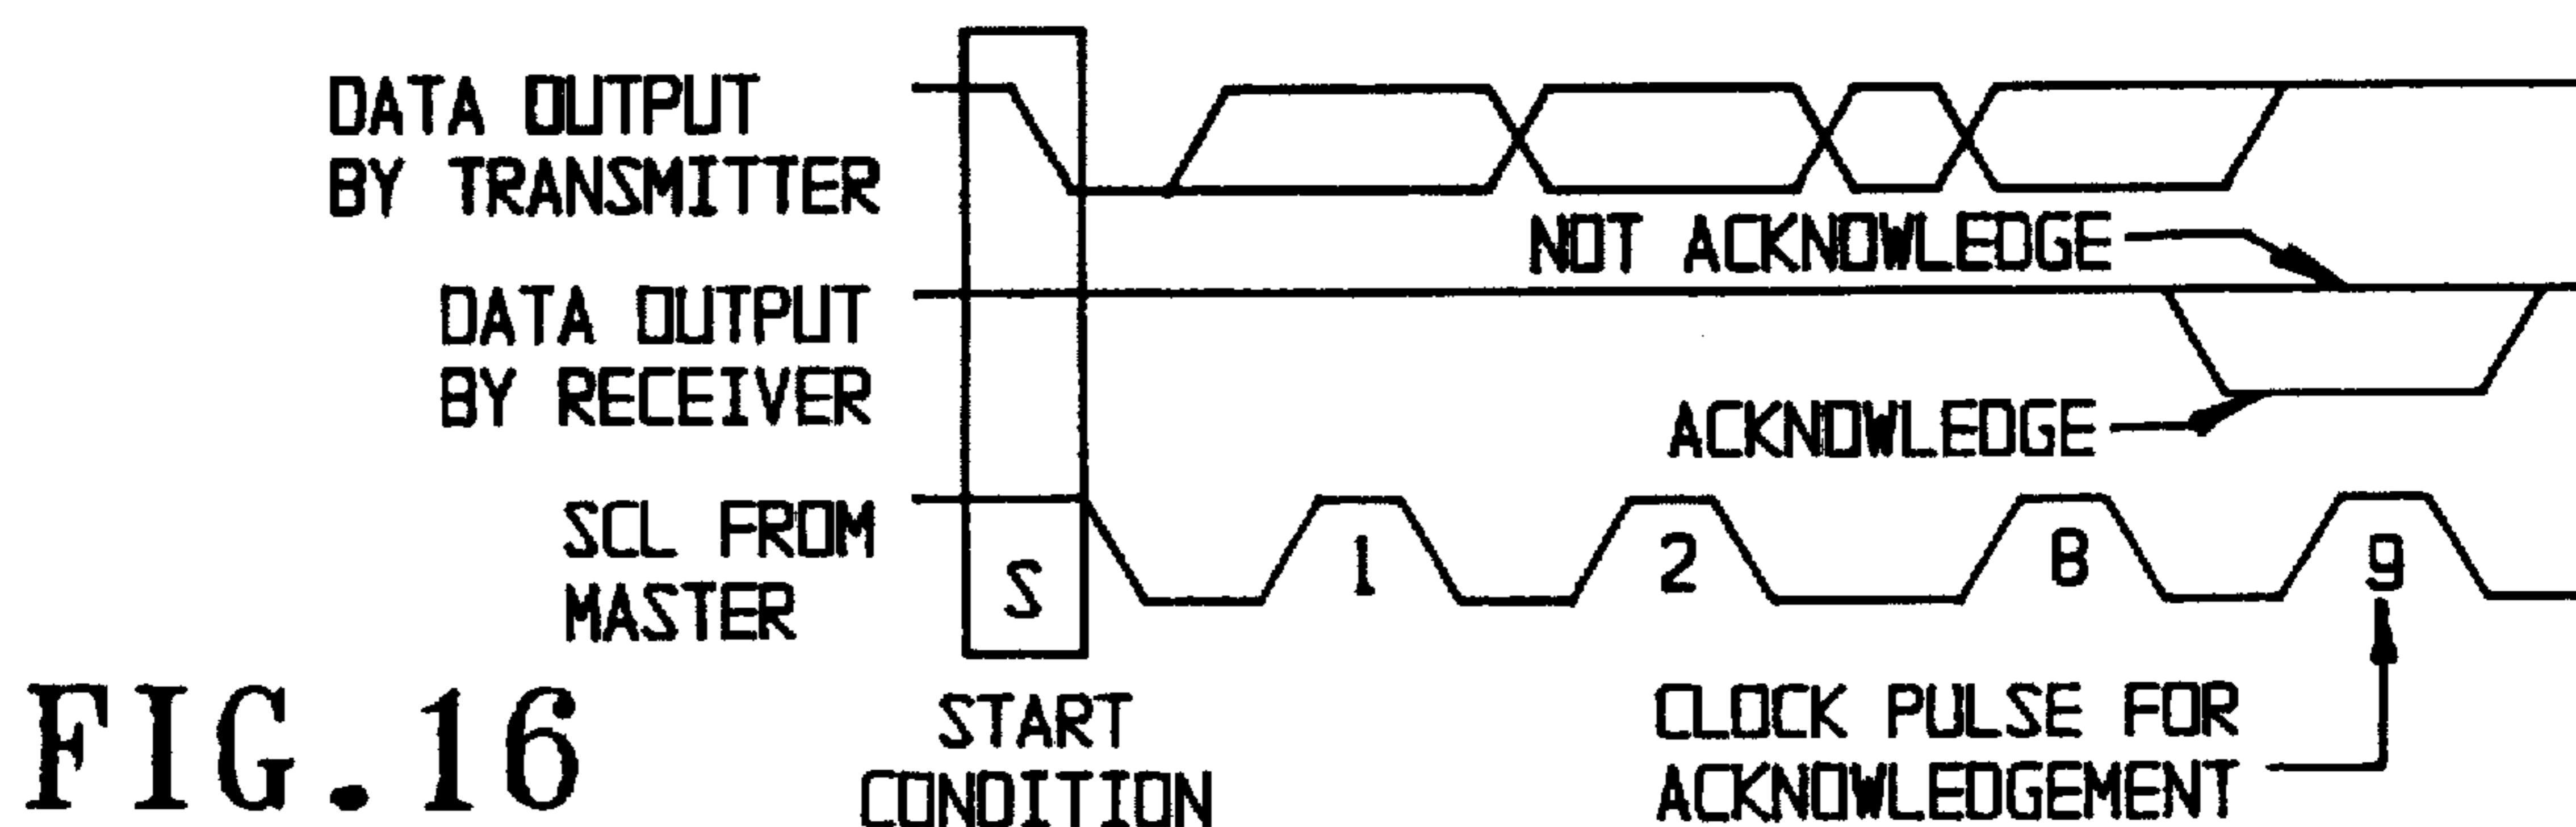 DATA OUTPUT
BY TRANSMITTER
NOT ACKNOWLEDGE
DATA OUTPUT
BY RECEIVER
ACKNOWLEDGE
SCL FROM
MASTER
S
1
2
8
9
START
CONDITION
CLOCK PULSE FOR
ACKNOWLEDGEMENT
FIG.16